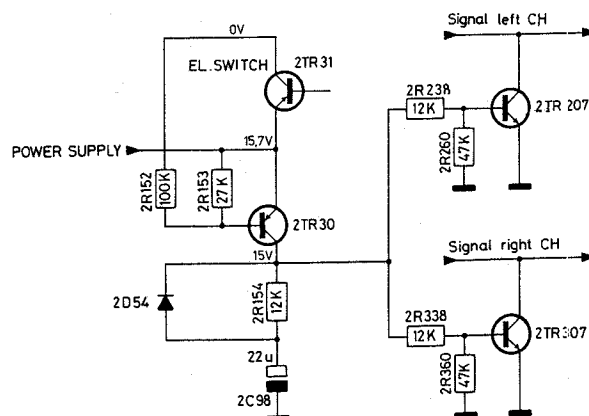 Signal left CH
0V
EL.SWITCH
2TR31
2R238
12K
2TR207
2R260
47K
POWER SUPPLY
15,7V
2R152
100K
2R153
27K
2TR30
15V
Signal right CH
2D54
2R154
12K
2R338
12K
2TR307
2R360
47K
22u
2C98